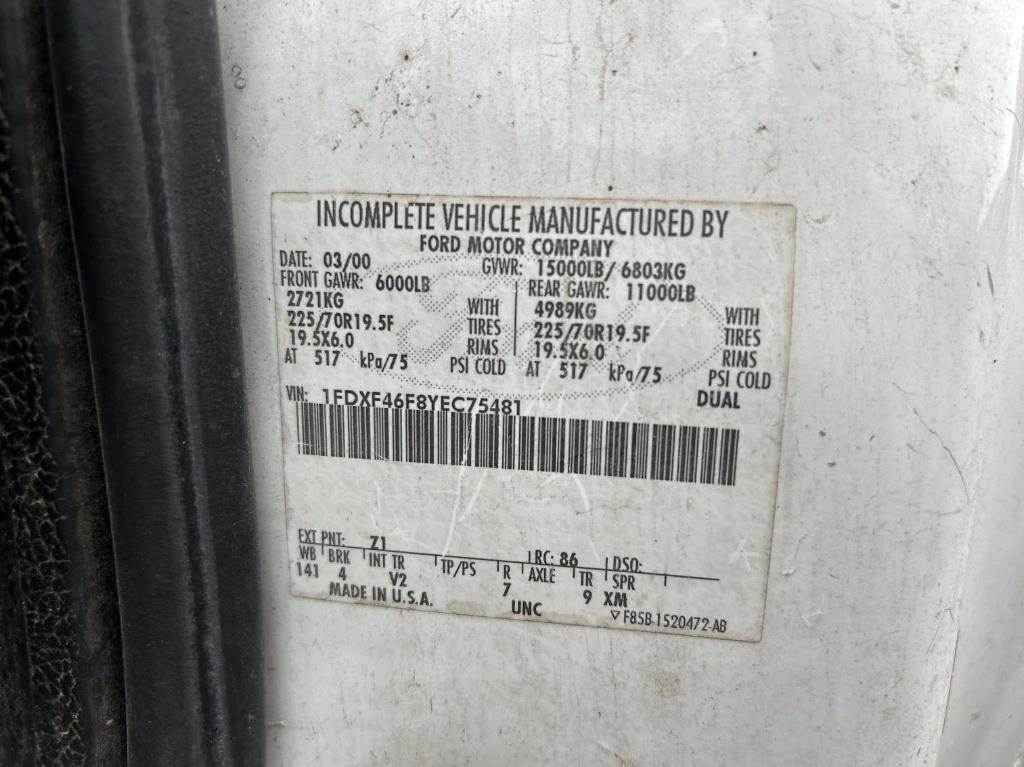 INCOMPLETE VEHICLE MANUFACTURED BY
FORD MOTOR COMPANY
DATE: 03/00 GVWR: 15000LB/ 6803KG
FRONT GAWR: 6000LB REAR GAWR: 11000LB
2721KG WITH 4989KG WITH
225/70R19.5F TIRES 225/70R19.5F TIRES
19.5X6.0 RIMS 19.5X6.0 RIMS
AT 517 kPa/75 PSI COLD AT 517 kPa/75 PSI COLD
DUAL
VIN: 1FDXF46F8YEC75481
EXT PNT: Z1 RC: 86 DSO:
WB BRK INT TR TP/PS R AXLE TR SPR
141 4 V2 7 9 XM
MADE IN U.S.A. UNC ▽F85B-1520472-AB